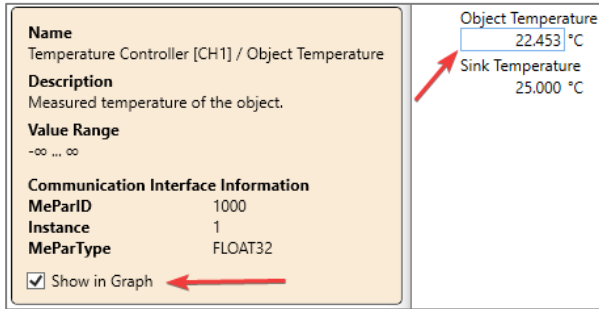 Name
Temperature Controller [CH1] / Object Temperature
Description
Measured temperature of the object.
Value Range
-∞ ... ∞
Communication Interface Information
MeParID 1000
Instance 1
MeParType FLOAT32
Show in Graph
Object Temperature
22.453 °C
Sink Temperature
25.000 °C